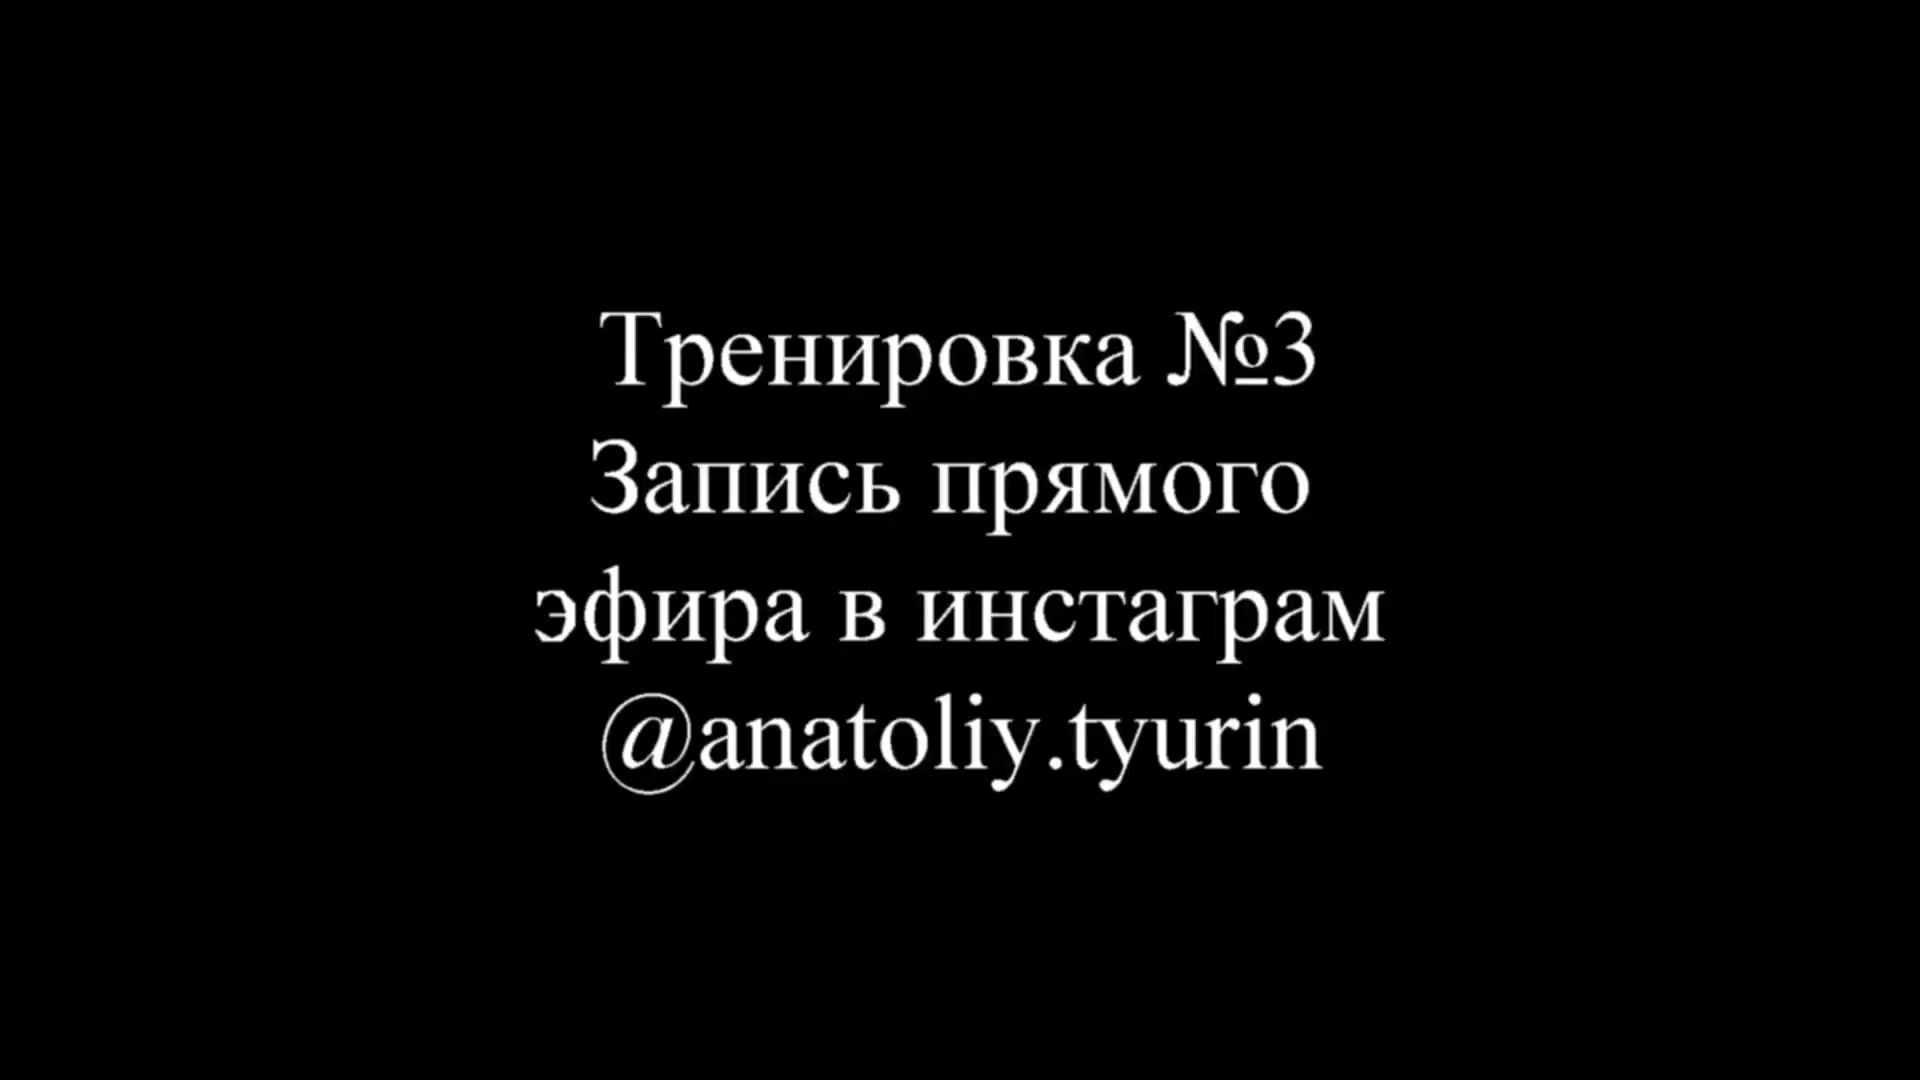 Тренировка №3
Запись прямого
эфира в инстаграм
@anatoliy.tyurin